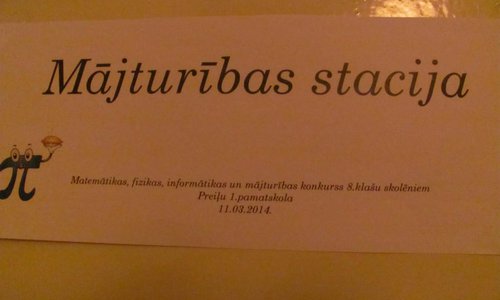 Mājturības stacija
Matemātikas, fizikas, informātikas un mājturības konkurss 8.klašu skolēniem
Preiļu 1.pamatskola
11.03.2014.